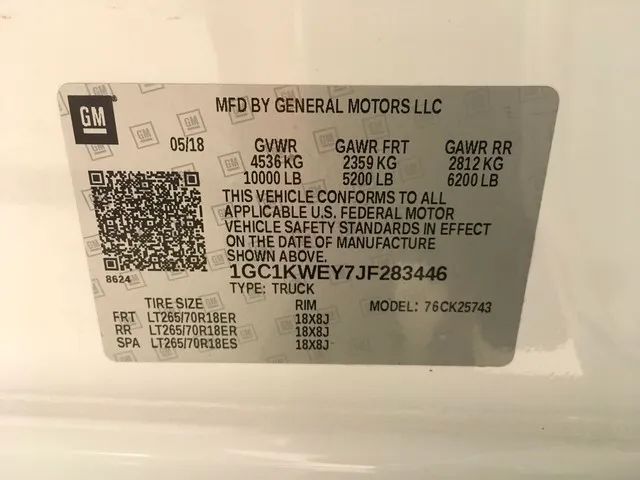 GM
MFD BY GENERAL MOTORS LLC
05/18 GVWR GAWR FRT GAWR RR
4536 KG 2359 KG 2812 KG
10000 LB 5200 LB 6200 LB
THIS VEHICLE CONFORMS TO ALL
APPLICABLE U.S. FEDERAL MOTOR
VEHICLE SAFETY STANDARDS IN EFFECT
ON THE DATE OF MANUFACTURE
SHOWN ABOVE.
8624
1GC1KWEY7JF283446
TYPE: TRUCK
TIRE SIZE RIM MODEL: 76CK25743
FRT LT265/70R18ER 18X8J
RR LT265/70R18ER 18X8J
SPA LT265/70R18ES 18X8J